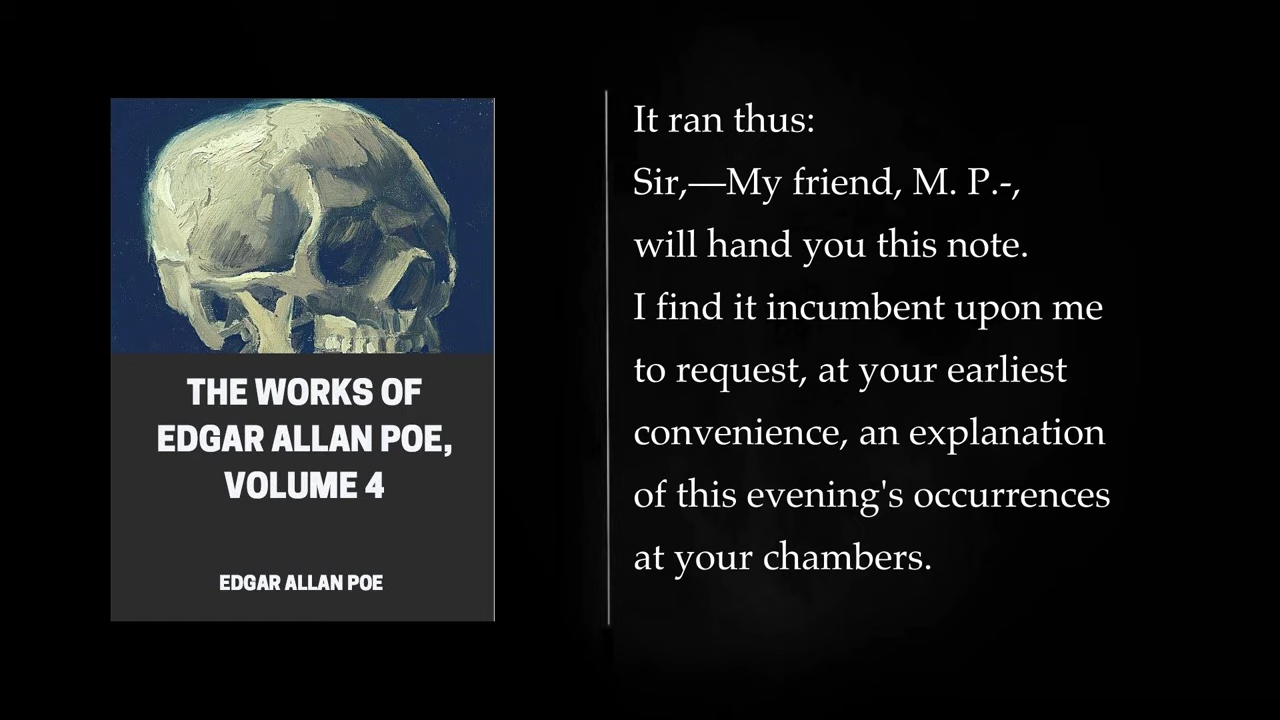 THE WORKS OF
EDGAR ALLAN POE,
VOLUME 4
EDGAR ALLAN POE
It ran thus:
Sir,—My friend, M. P.-,
will hand you this note.
I find it incumbent upon me
to request, at your earliest
convenience, an explanation
of this evening's occurrences
at your chambers.